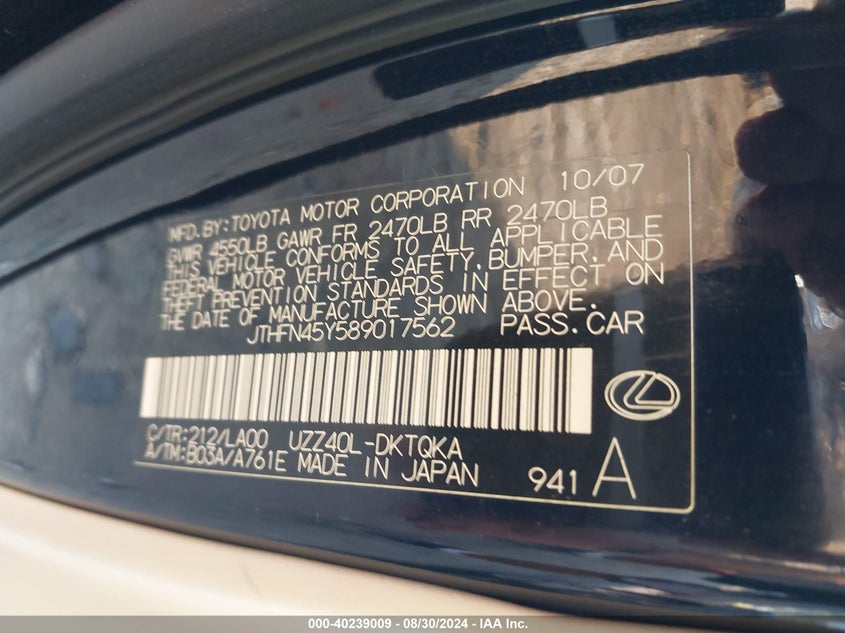 MFD.BY:TOYOTA MOTOR CORPORATION 10/07
GVWR 4550LB GAWR FR 2470LB RR 2470LB
THIS VEHICLE CONFORMS TO ALL APPLICABLE
FEDERAL MOTOR VEHICLE SAFETY,BUMPER,AND
THEFT PREVENTION STANDARDS IN EFFECT ON
THE DATE OF MANUFACTURE SHOWN ABOVE.
JTHFN45Y589017562 PASS.CAR
C/TR:212/LA00 UZZ40L-DKTQKA
A/TM:B03A/A761E MADE IN JAPAN
941 A
000-40239009 - 08/30/2024 - IAA Inc.